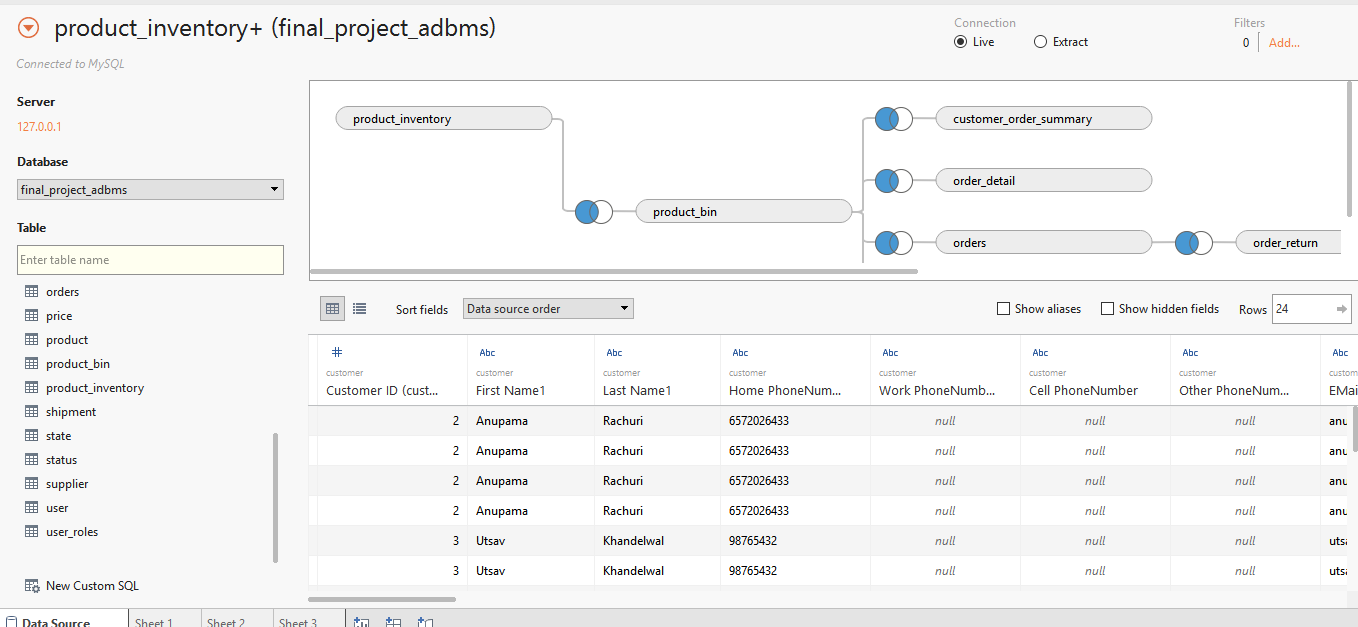 product_inventory+ (final_project_adbms)
Connection
Live
Extract
Filters
0
Add...
Connected to MySQL
Server
127.0.0.1
Database
final_project_adbms
Table
Enter table name
orders
price
product
product_bin
product_inventory
shipment
state
status
supplier
user
user_roles
New Custom SQL
product_inventory
product_bin
customer_order_summary
order_detail
orders
order_return
Sort fields
Data source order
Show aliases
Show hidden fields
Rows
24
# Abc Abc Abc Abc Abc Abc Abc
customer customer customer customer customer customer customer custom
Customer ID (cust... First Name1 Last Name1 Home PhoneNum... Work PhoneNumb... Cell PhoneNumber Other PhoneNum... EMai
2 Anupama Rachuri 6572026433 null null null anu
2 Anupama Rachuri 6572026433 null null null anu
2 Anupama Rachuri 6572026433 null null null anu
2 Anupama Rachuri 6572026433 null null null anu
3 Utsav Khandelwal 98765432 null null null utsa
3 Utsav Khandelwal 98765432 null null null utsa
Data Source Sheet 1 Sheet 2 Sheet 3